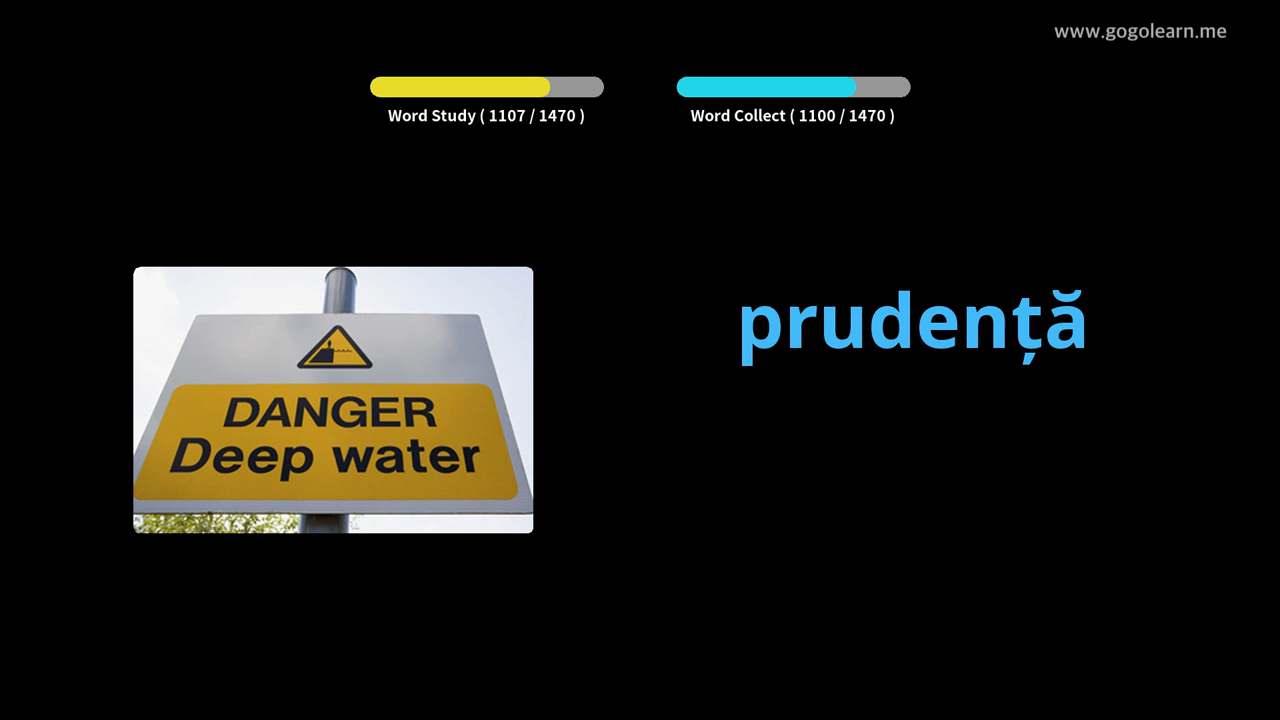 www.gogolearn.me
Word Study ( 1107 / 1470 )
Word Collect ( 1100 / 1470 )
DANGER
Deep water
prudență